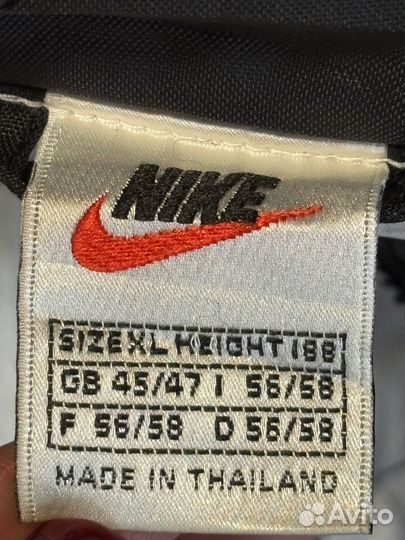 NIKE
SIZE XL HEIGHT 188
GB 45/47 I 56/58
F 56/58 D 56/58
MADE IN THAILAND
Avito